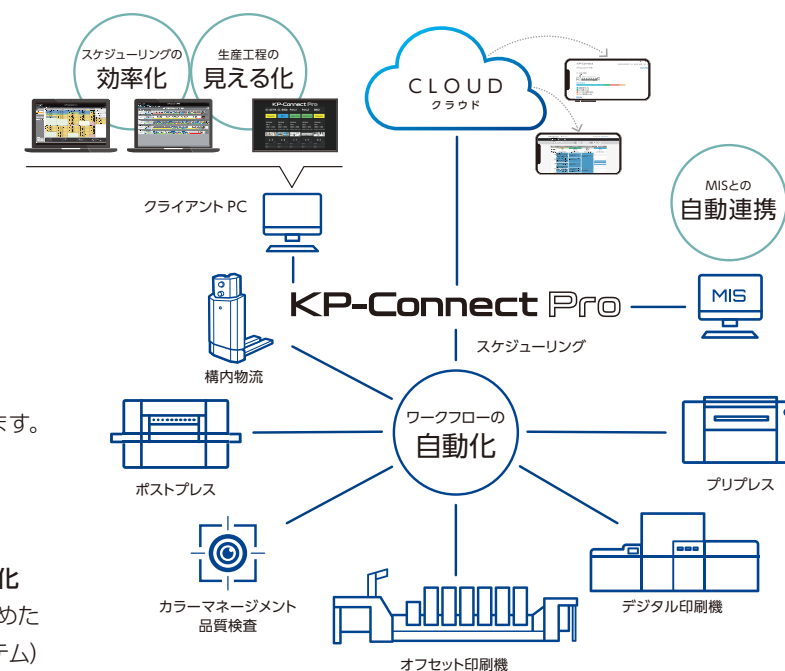 スケジューリングの
効率化
生産工程の
見える化
CLOUD
クラウド
KP-Connect Pro
クライアント PC
MISとの
自動連携
KP-Connect Pro
MIS
スケジューリング
構内物流
ワークフローの
自動化
ます。
ポストプレス
プリプレス
化
めた
テム)
カラーマネージメント
品質検査
デジタル印刷機
オフセット印刷機